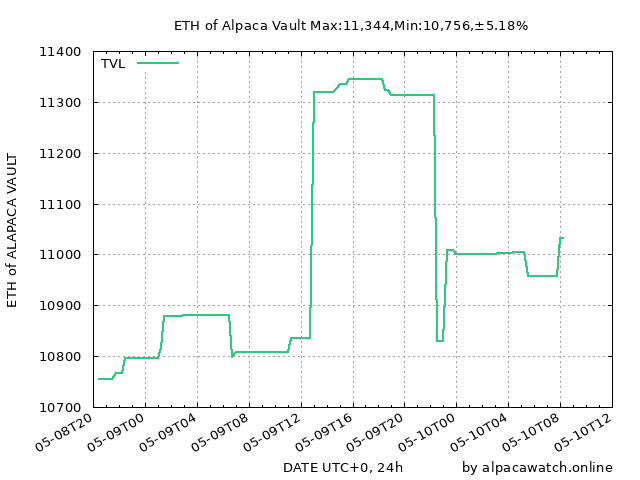 ETH of Alpaca Vault Max:11,344,Min:10,756,±5.18%
TVL
11400
11300
11200
11100
11000
10900
10800
10700
ETH of ALAPACA VAULT
05-08T20
05-09T00
05-09T04
05-09T08
05-09T12
05-09T16
05-09T20
05-10T00
05-10T04
05-10T08
05-10T12
DATE UTC+0, 24h
by alpacawatch.online